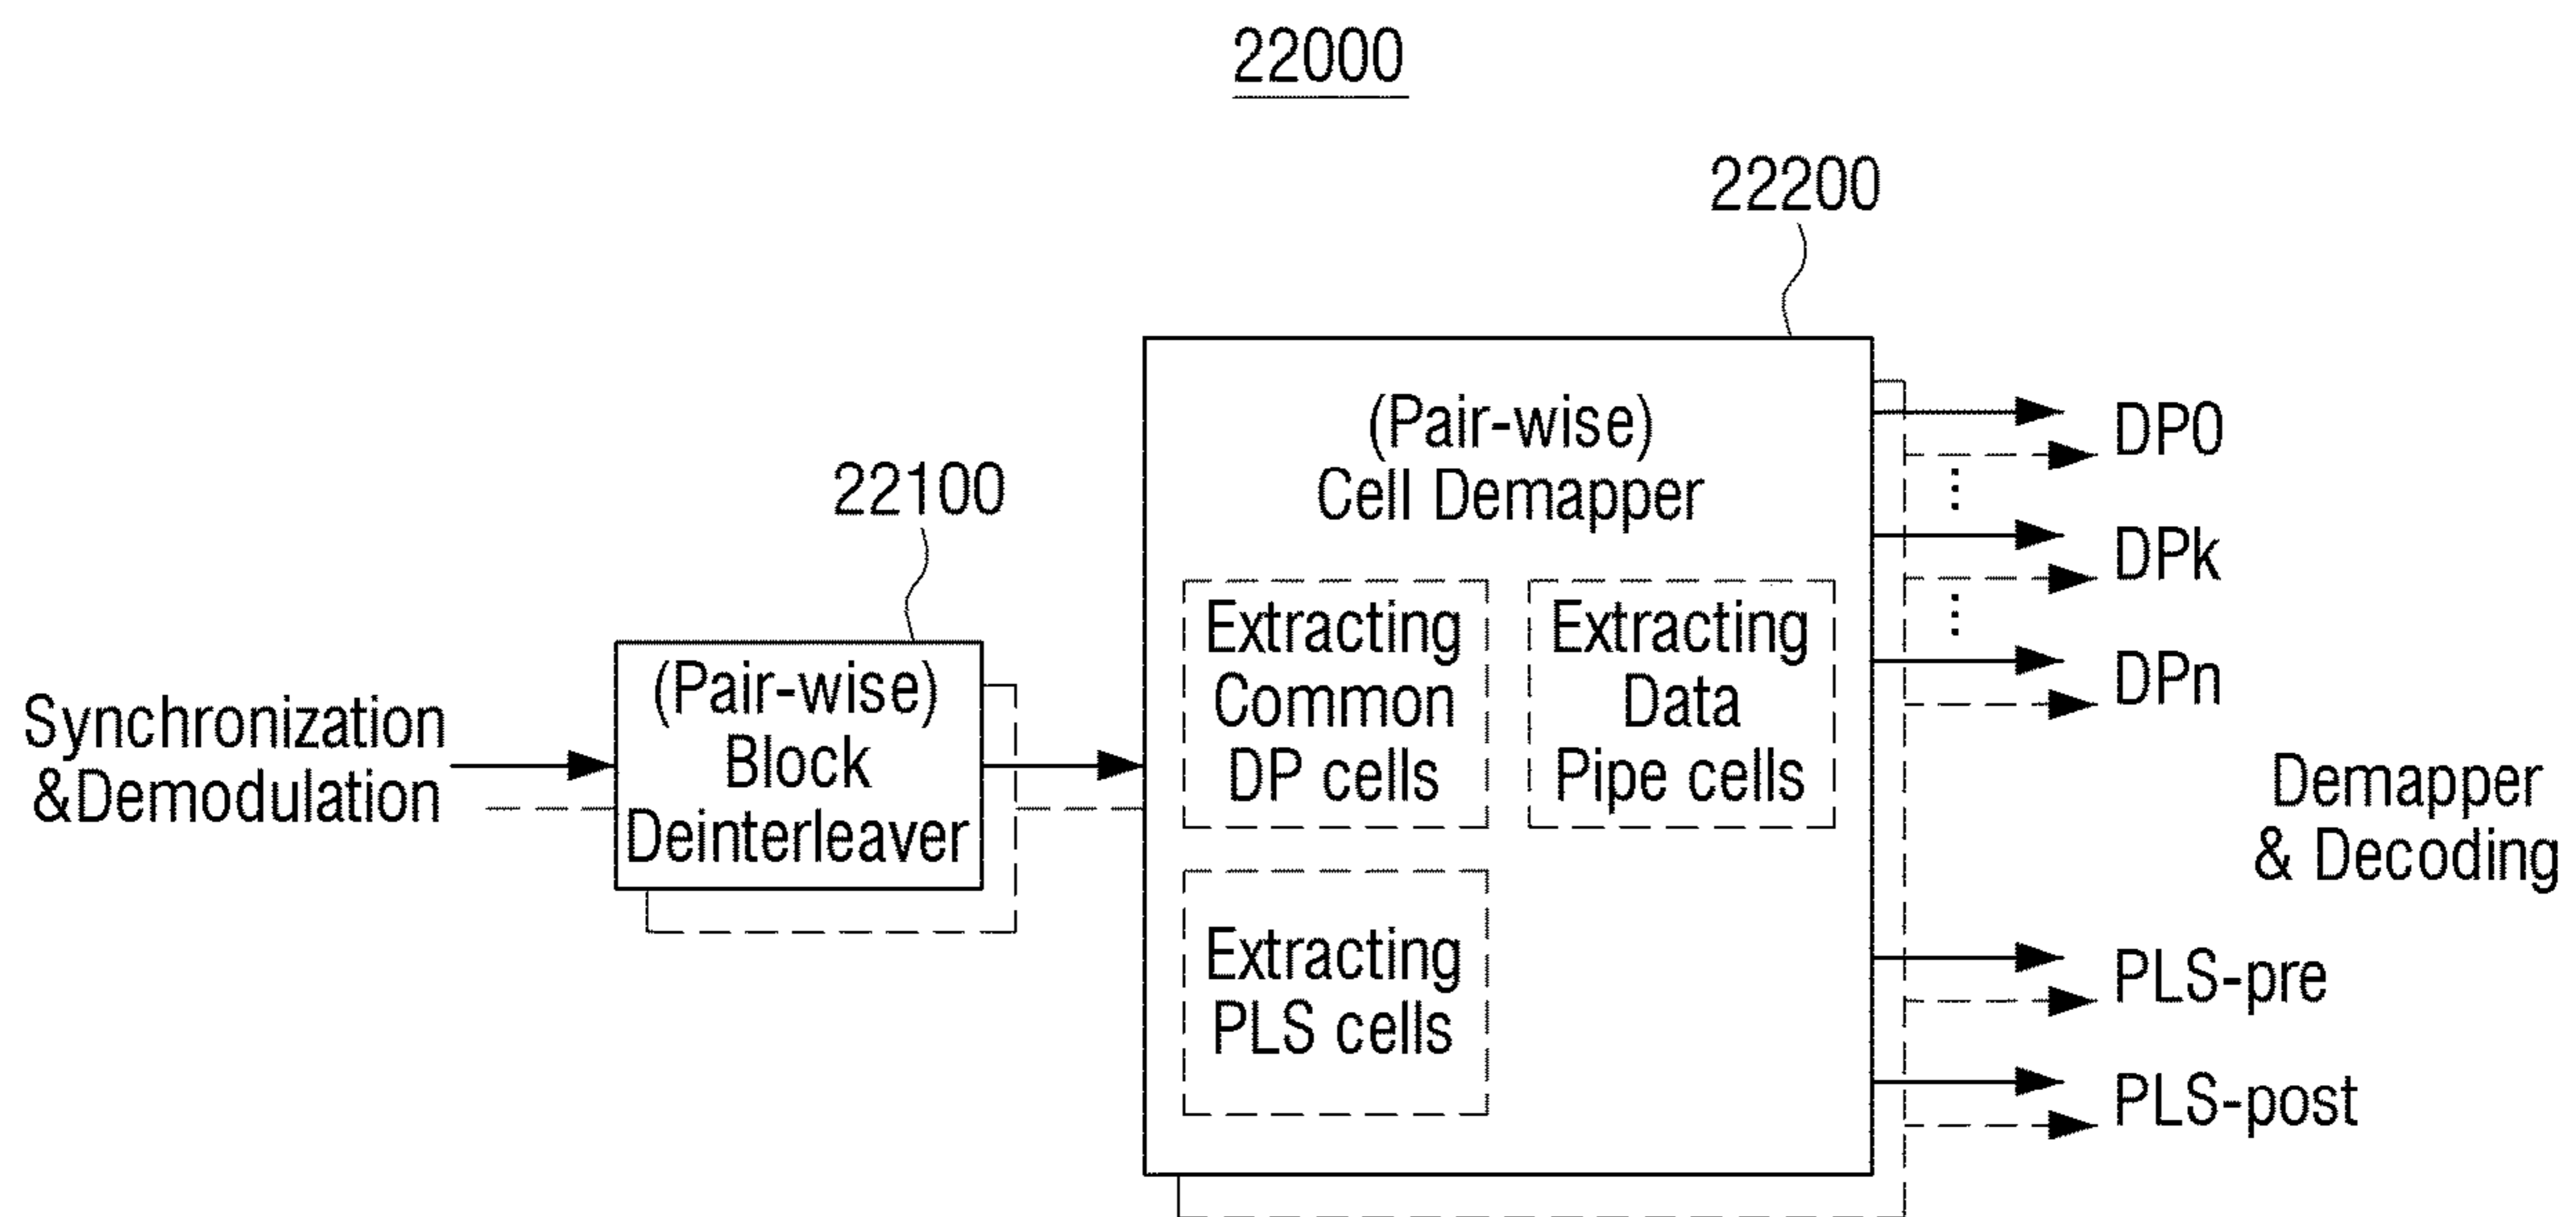 22000
22200
22100
Synchronization
&Demodulation
(Pair-wise)
Block
Deinterleaver
(Pair-wise)
Cell Demapper
Extracting
Common
DP cells
Extracting
Data
Pipe cells
Extracting
PLS cells
DP0
⋮
DPk
⋮
DPn
PLS-pre
PLS-post
Demapper
& Decoding